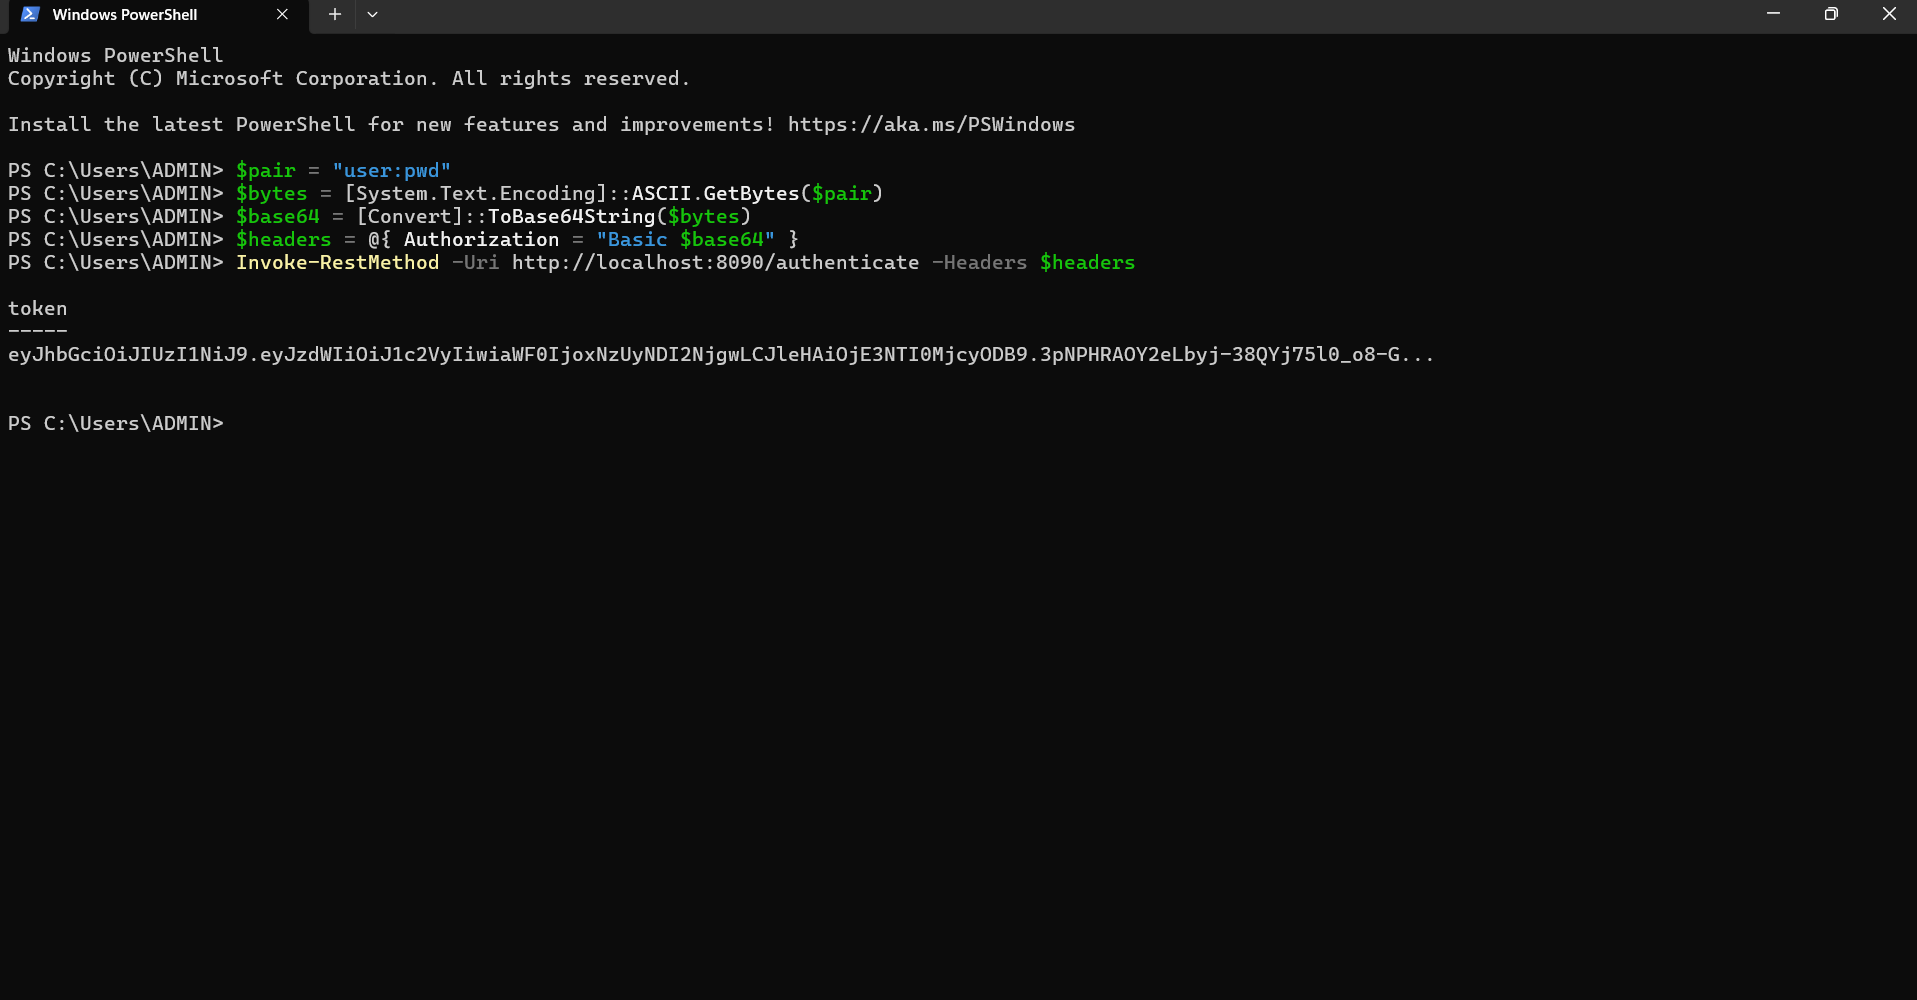 Windows PowerShell
Windows PowerShell
Copyright (C) Microsoft Corporation. All rights reserved.
Install the latest PowerShell for new features and improvements! https://aka.ms/PSWindows
PS C:\Users\ADMIN> $pair = "user:pwd"
PS C:\Users\ADMIN> $bytes = [System.Text.Encoding]::ASCII.GetBytes($pair)
PS C:\Users\ADMIN> $base64 = [Convert]::ToBase64String($bytes)
PS C:\Users\ADMIN> $headers = @{ Authorization = "Basic $base64" }
PS C:\Users\ADMIN> Invoke-RestMethod -Uri http://localhost:8090/authenticate -Headers $headers
token
-----
eyJhbGciOiJIUzI1NiJ9.eyJzdWIiOiJ1c2VyIiwiaWF0IjoxNzUyNDI2NjgwLCJleHAiOjE3NTI0MjcyODB9.3pNPHRAOY2eLbyj-38QYj75l0_o8-G...
PS C:\Users\ADMIN>